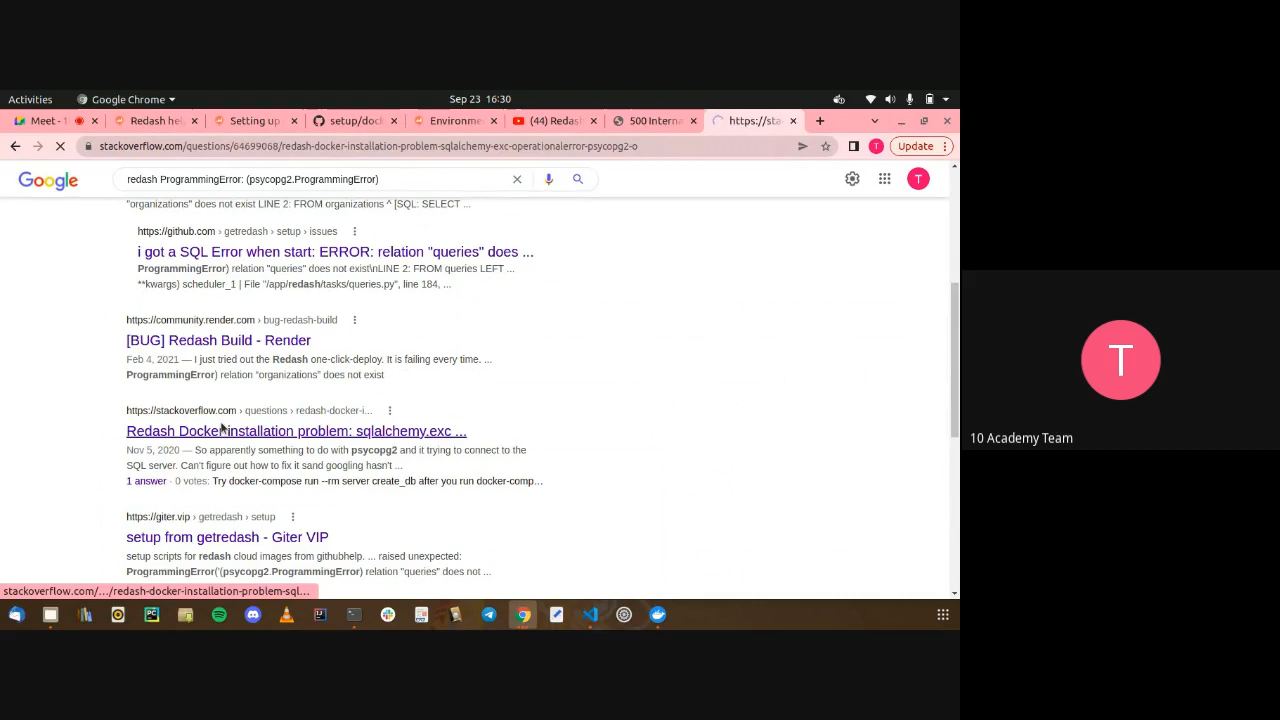 Activities
Google Chrome
Sep 23 16:30
Meet - 1
Redash hel
Setting up
setup/doc
Environme
(44) Redas
500 Intern
https://sta
stackoverflow.com/questions/64699068/redash-docker-installation-problem-sqlalchemy-exc-operationalerror-psycopg2-o
T
Update
Google
redash ProgrammingError: (psycopg2.ProgrammingError)
T
"organizations" does not exist LINE 2: FROM organizations ^ [SQL: SELECT ...
https://github.com › getredash › setup › issues
i got a SQL Error when start: ERROR: relation "queries" does ...
ProgrammingError) relation "queries" does not exist\nLINE 2: FROM queries LEFT ...
**kwargs) scheduler_1 | File "/app/redash/tasks/queries.py", line 184, ...
https://community.render.com › bug-redash-build
[BUG] Redash Build - Render
Feb 4, 2021 — I just tried out the Redash one-click-deploy. It is failing every time. ...
ProgrammingError) relation "organizations" does not exist
https://stackoverflow.com › questions › redash-docker-i...
Redash Docker installation problem: sqlalchemy.exc ...
Nov 5, 2020 — So apparently something to do with psycopg2 and it trying to connect to the
SQL server. Can't figure out how to fix it sand googling hasn't ...
1 answer · 0 votes: Try docker-compose run --rm server create_db after you run docker-comp...
https://giter.vip › getredash › setup
setup from getredash - Giter VIP
setup scripts for redash cloud images from githubhelp. ... raised unexpected:
ProgrammingError('(psycopg2.ProgrammingError) relation "queries" does not ...
stackoverflow.com/.../redash-docker-installation-problem-sql...
T
10 Academy Team